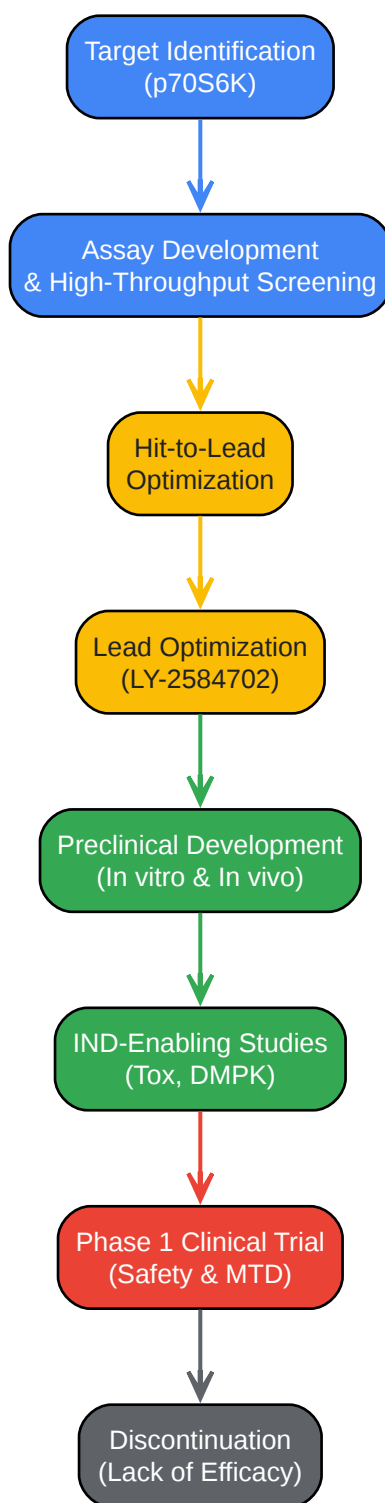 Target Identification
(p70S6K)
Assay Development
& High-Throughput Screening
Hit-to-Lead
Optimization
Lead Optimization
(LY-2584702)
Preclinical Development
(In vitro & In vivo)
IND-Enabling Studies
(Tox, DMPK)
Phase 1 Clinical Trial
(Safety & MTD)
Discontinuation
(Lack of Efficacy)